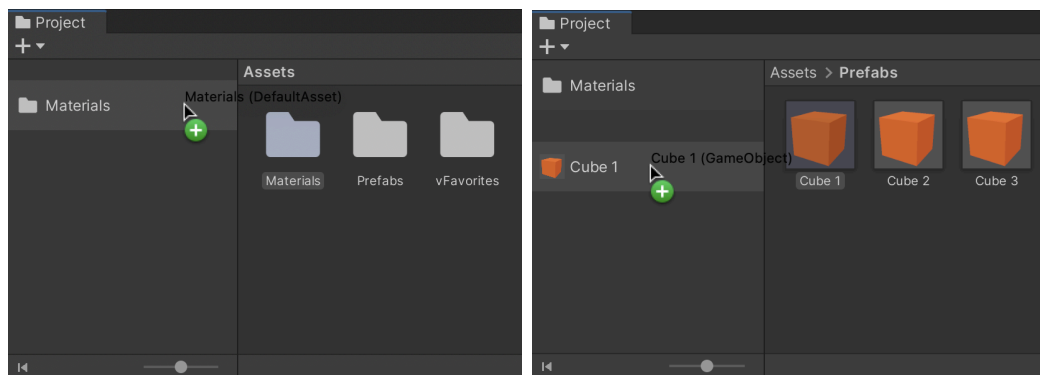 Project
Assets
Materials
Materials (DefaultAsset)
Materials Prefabs vFavorites
Project
Assets > Prefabs
Materials
Cube 1
Cube 1 (GameObject)
Cube 1 Cube 2 Cube 3